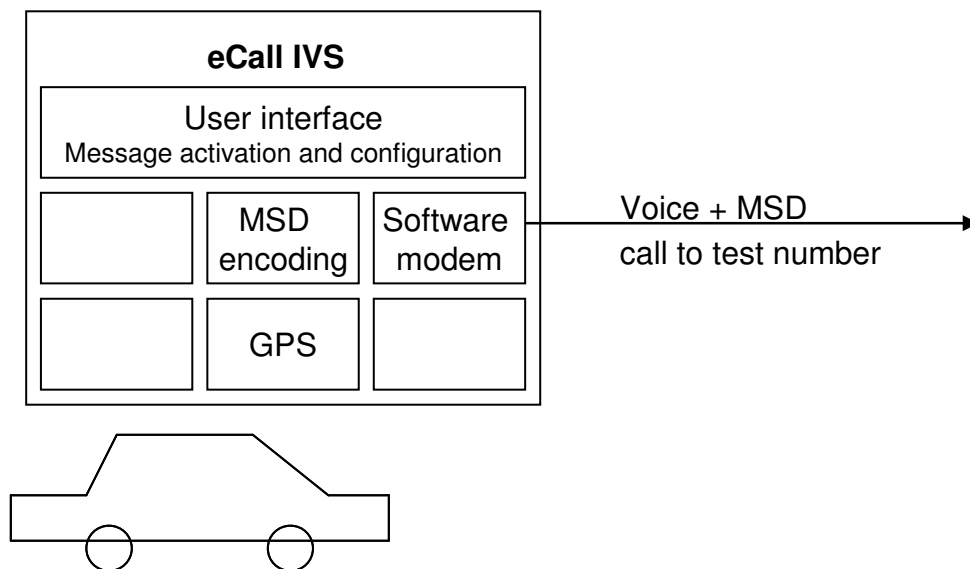 eCall IVS
User interface
Message activation and configuration
MSD
encoding
Software
modem
Voice + MSD
call to test number
GPS